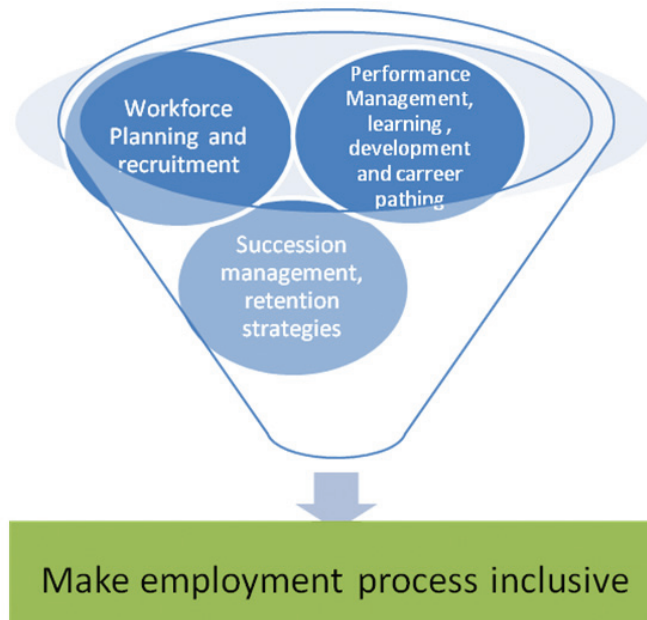 Workforce
Planning and
recruitment
Performance
Management,
learning ,
development
and carreer
pathing
Succession
management,
retention
strategies
Make employment process inclusive